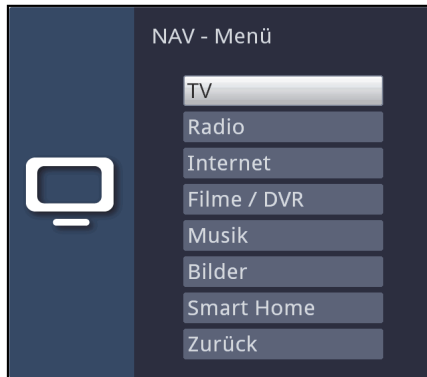 NAV - Menü
TV
Radio
Internet
Filme / DVR
Musik
Bilder
Smart Home
Zurück